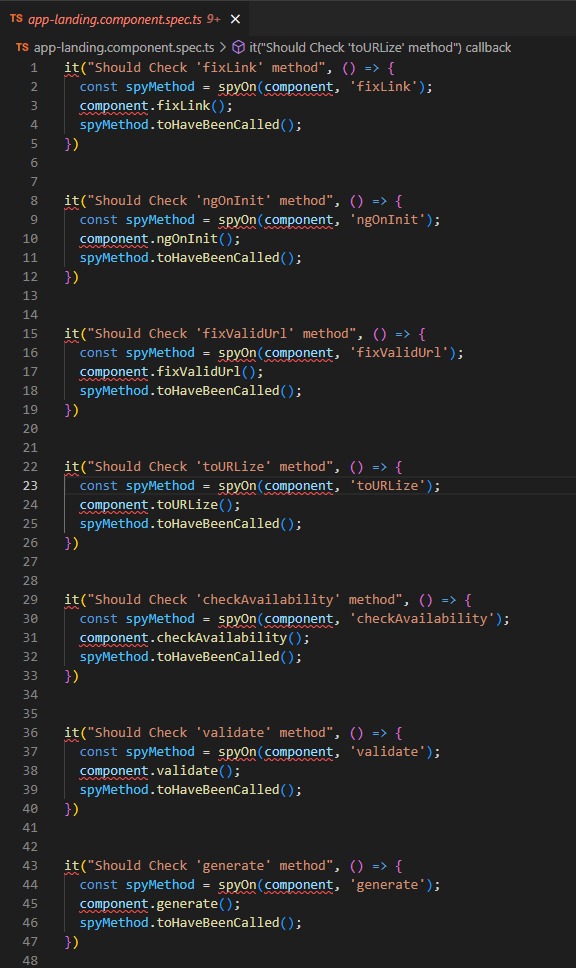 TS app-landing.component.spec.ts 9+ ×
TS app-landing.component.spec.ts > it("Should Check 'toURLize' method") callback
1 it("Should Check 'fixLink' method", () => {
2 const spyMethod = spyOn(component, 'fixLink');
3 component.fixLink();
4 spyMethod.toHaveBeenCalled();
5 })
6
7
8 it("Should Check 'ngOnInit' method", () => {
9 const spyMethod = spyOn(component, 'ngOnInit');
10 component.ngOnInit();
11 spyMethod.toHaveBeenCalled();
12 })
13
14
15 it("Should Check 'fixValidUrl' method", () => {
16 const spyMethod = spyOn(component, 'fixValidUrl');
17 component.fixValidUrl();
18 spyMethod.toHaveBeenCalled();
19 })
20
21
22 it("Should Check 'toURLize' method", () => {
23 const spyMethod = spyOn(component, 'toURLize');
24 component.toURLize();
25 spyMethod.toHaveBeenCalled();
26 })
27
28
29 it("Should Check 'checkAvailability' method", () => {
30 const spyMethod = spyOn(component, 'checkAvailability');
31 component.checkAvailability();
32 spyMethod.toHaveBeenCalled();
33 })
34
35
36 it("Should Check 'validate' method", () => {
37 const spyMethod = spyOn(component, 'validate');
38 component.validate();
39 spyMethod.toHaveBeenCalled();
40 })
41
42
43 it("Should Check 'generate' method", () => {
44 const spyMethod = spyOn(component, 'generate');
45 component.generate();
46 spyMethod.toHaveBeenCalled();
47 })
48